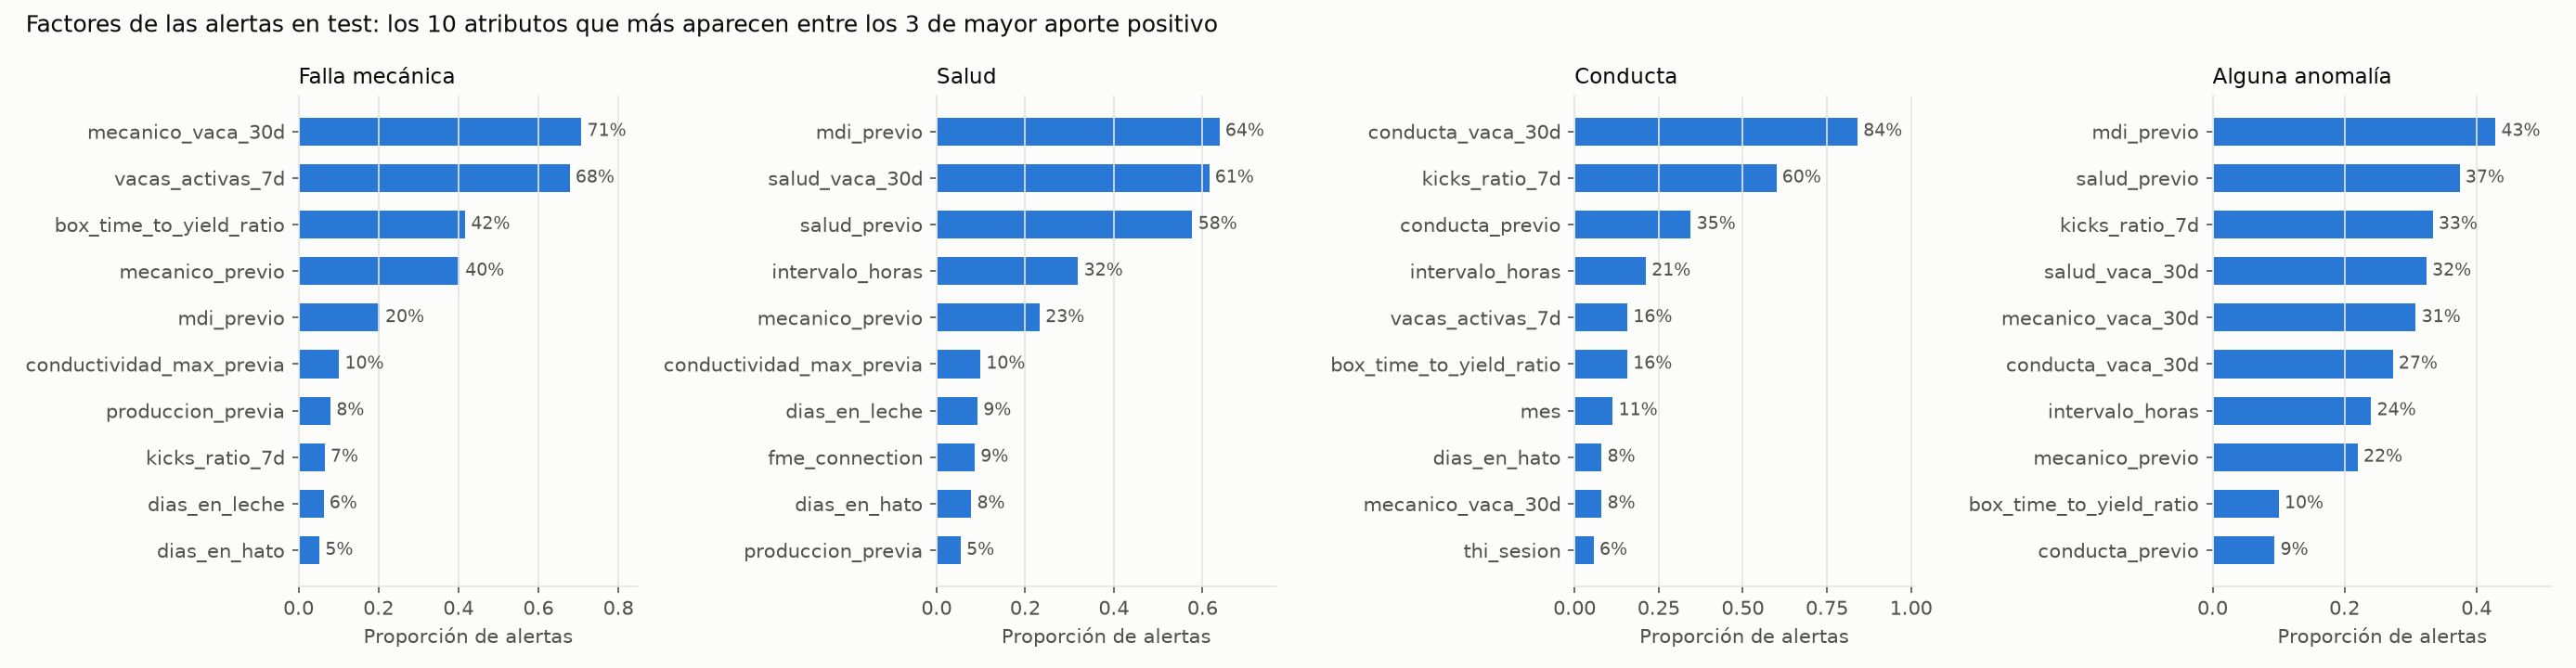 Factores de las alertas en test: los 10 atributos que más aparecen entre los 3 de mayor aporte positivo
Falla mecánica
mecanico_vaca_30d 71%
vacas_activas_7d 68%
box_time_to_yield_ratio 42%
mecanico_previo 40%
mdi_previo 20%
conductividad_max_previa 10%
produccion_previa 8%
kicks_ratio_7d 7%
dias_en_leche 6%
dias_en_hato 5%
0.0 0.2 0.4 0.6 0.8
Proporción de alertas
Salud
mdi_previo 64%
salud_vaca_30d 61%
salud_previo 58%
intervalo_horas 32%
mecanico_previo 23%
conductividad_max_previa 10%
dias_en_leche 9%
fme_connection 9%
dias_en_hato 8%
produccion_previa 5%
0.0 0.2 0.4 0.6
Proporción de alertas
Conducta
conducta_vaca_30d 84%
kicks_ratio_7d 60%
conducta_previo 35%
intervalo_horas 21%
vacas_activas_7d 16%
box_time_to_yield_ratio 16%
mes 11%
dias_en_hato 8%
mecanico_vaca_30d 8%
thi_sesion 6%
0.00 0.25 0.50 0.75 1.00
Proporción de alertas
Alguna anomalía
mdi_previo 43%
salud_previo 37%
kicks_ratio_7d 33%
salud_vaca_30d 32%
mecanico_vaca_30d 31%
conducta_vaca_30d 27%
intervalo_horas 24%
mecanico_previo 22%
box_time_to_yield_ratio 10%
conducta_previo 9%
0.0 0.2 0.4
Proporción de alertas